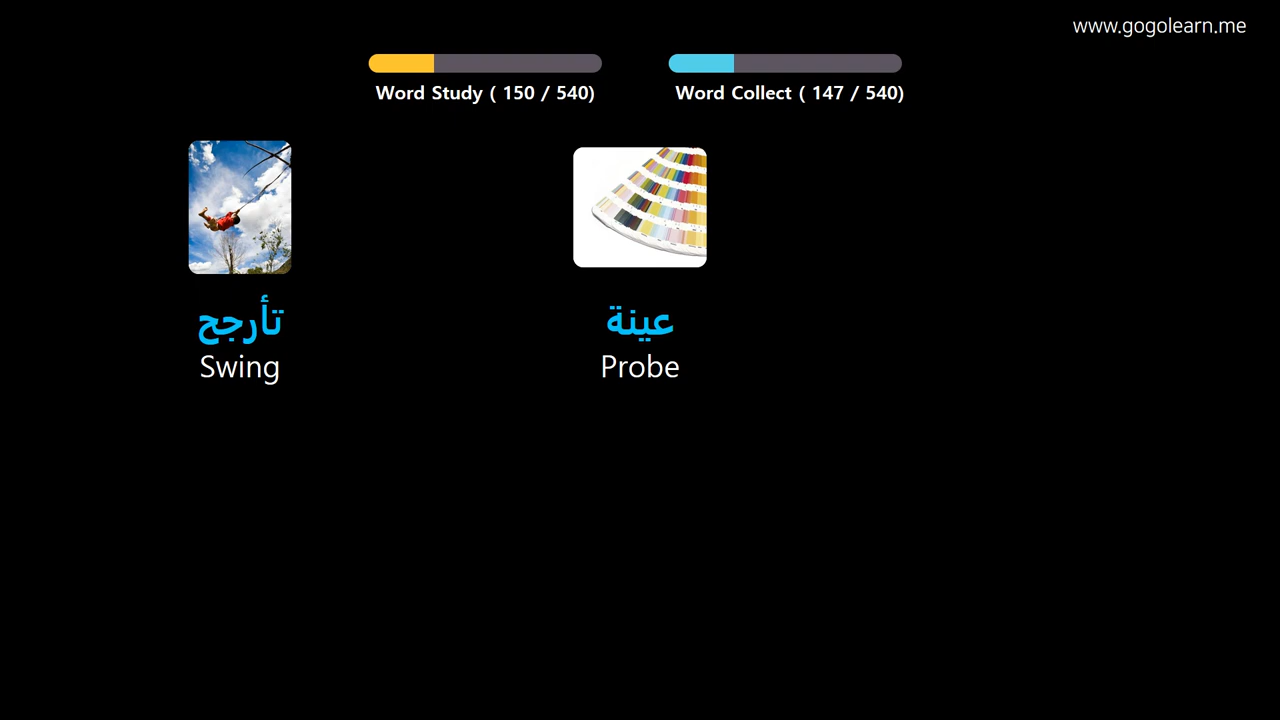 www.gogolearn.me
Word Study ( 150 / 540)
Word Collect ( 147 / 540)
تأرجح
Swing
عينة
Probe